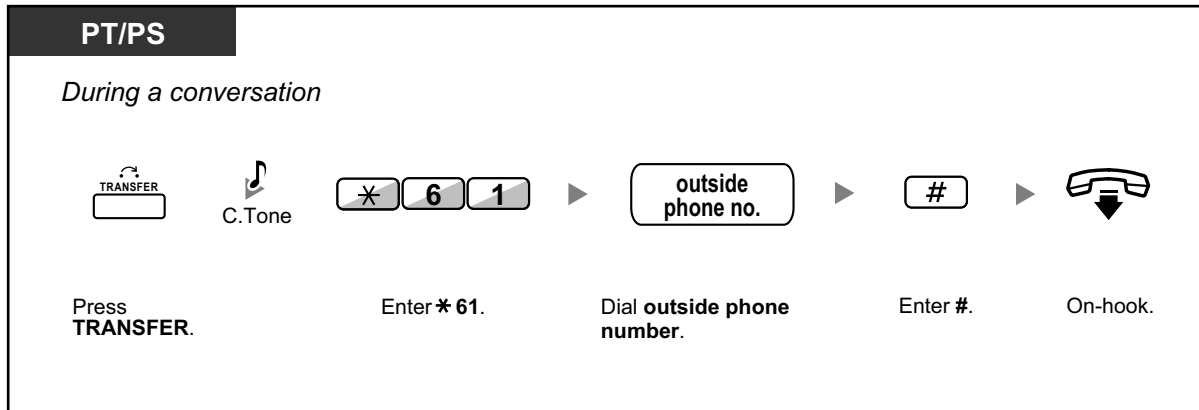 PT/PS
During a conversation
TRANSFER
C.Tone
* 6 1
outside
phone no.
#
Press
TRANSFER.
Enter * 61.
Dial outside phone
number.
Enter #.
On-hook.